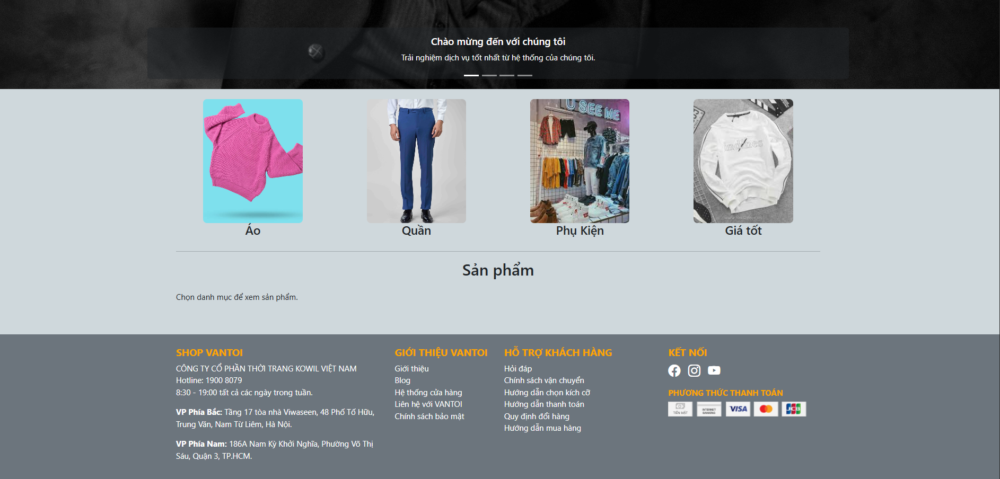 Chào mừng đến với chúng tôi
Trải nghiệm dịch vụ tốt nhất từ hệ thống của chúng tôi.
U SEE ME
Áo
Quần
Phụ Kiện
Giá tốt
Sản phẩm
Chọn danh mục để xem sản phẩm.
SHOP VANTOI
CÔNG TY CỔ PHẦN THỜI TRANG KOWIL VIỆT NAM
Hotline: 1900 8079
8:30 - 19:00 tất cả các ngày trong tuần.
VP Phía Bắc: Tầng 17 tòa nhà Viwaseen, 48 Phố Tố Hữu,
Trung Văn, Nam Từ Liêm, Hà Nội.
VP Phía Nam: 186A Nam Kỳ Khởi Nghĩa, Phường Võ Thị
Sáu, Quận 3, TP.HCM.
GIỚI THIỆU VANTOI
Giới thiệu
Blog
Hệ thống cửa hàng
Liên hệ với VANTOI
Chính sách bảo mật
HỖ TRỢ KHÁCH HÀNG
Hỏi đáp
Chính sách vận chuyển
Hướng dẫn chọn kích cỡ
Hướng dẫn thanh toán
Quy định đổi hàng
Hướng dẫn mua hàng
KẾT NỐI
PHƯƠNG THỨC THANH TOÁN
TIỀN MẶT
INTERNET
BANKING
VISA
JCB